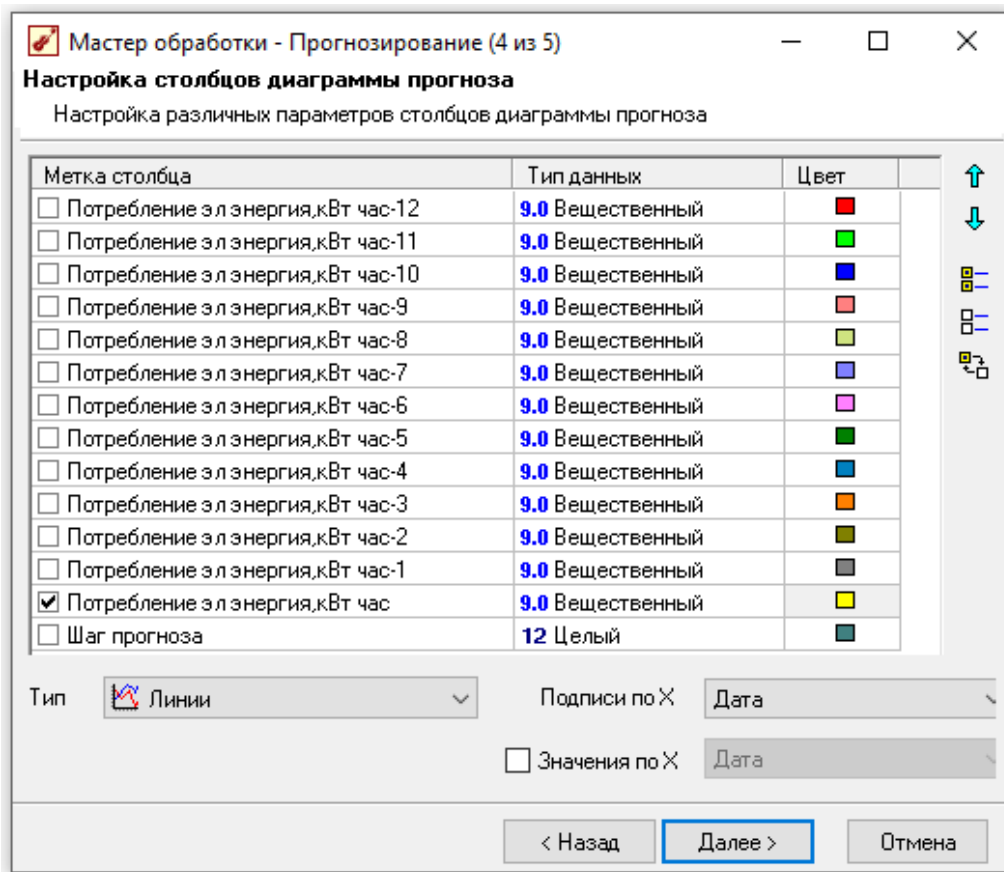 Мастер обработки - Прогнозирование (4 из 5)
Настройка столбцов диаграммы прогноза
Настройка различных параметров столбцов диаграммы прогноза
Метка столбца Тип данных Цвет
Потребление эл энергия,кВт час-12 9.0 Вещественный
Потребление эл энергия,кВт час-11 9.0 Вещественный
Потребление эл энергия,кВт час-10 9.0 Вещественный
Потребление эл энергия,кВт час-9 9.0 Вещественный
Потребление эл энергия,кВт час-8 9.0 Вещественный
Потребление эл энергия,кВт час-7 9.0 Вещественный
Потребление эл энергия,кВт час-6 9.0 Вещественный
Потребление эл энергия,кВт час-5 9.0 Вещественный
Потребление эл энергия,кВт час-4 9.0 Вещественный
Потребление эл энергия,кВт час-3 9.0 Вещественный
Потребление эл энергия,кВт час-2 9.0 Вещественный
Потребление эл энергия,кВт час-1 9.0 Вещественный
Потребление эл энергия,кВт час 9.0 Вещественный
Шаг прогноза 12 Целый
Тип Линии Подписи по X Дата
Значения по X Дата
< Назад Далее > Отмена